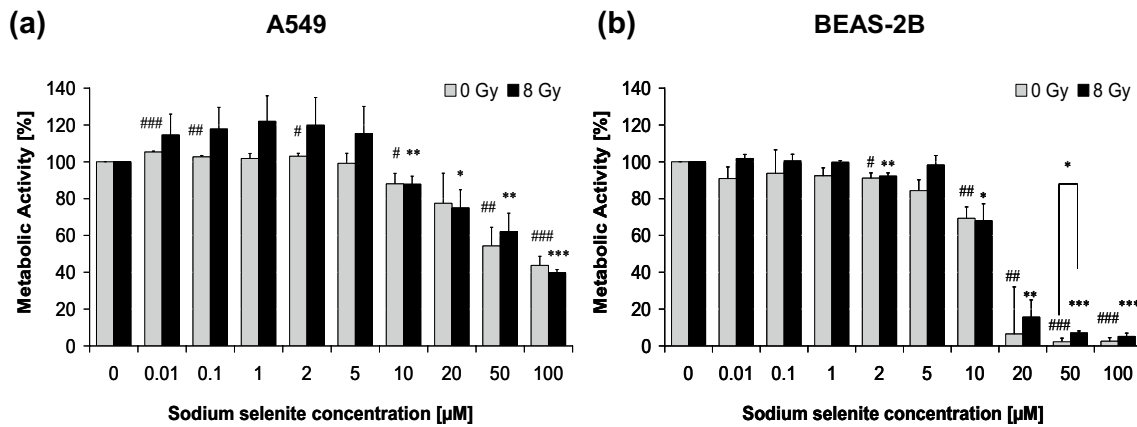 (a) A549
Metabolic Activity [%]
140
120
100
80
60
40
20
0
0 Gy 8 Gy
### ## # # ** * ## ** ### ***
0 0.01 0.1 1 2 5 10 20 50 100
Sodium selenite concentration [µM]
(b) BEAS-2B
Metabolic Activity [%]
140
120
100
80
60
40
20
0
0 Gy 8 Gy
*
# ** ## * ## ** ### *** ### ***
0 0.01 0.1 1 2 5 10 20 50 100
Sodium selenite concentration [µM]